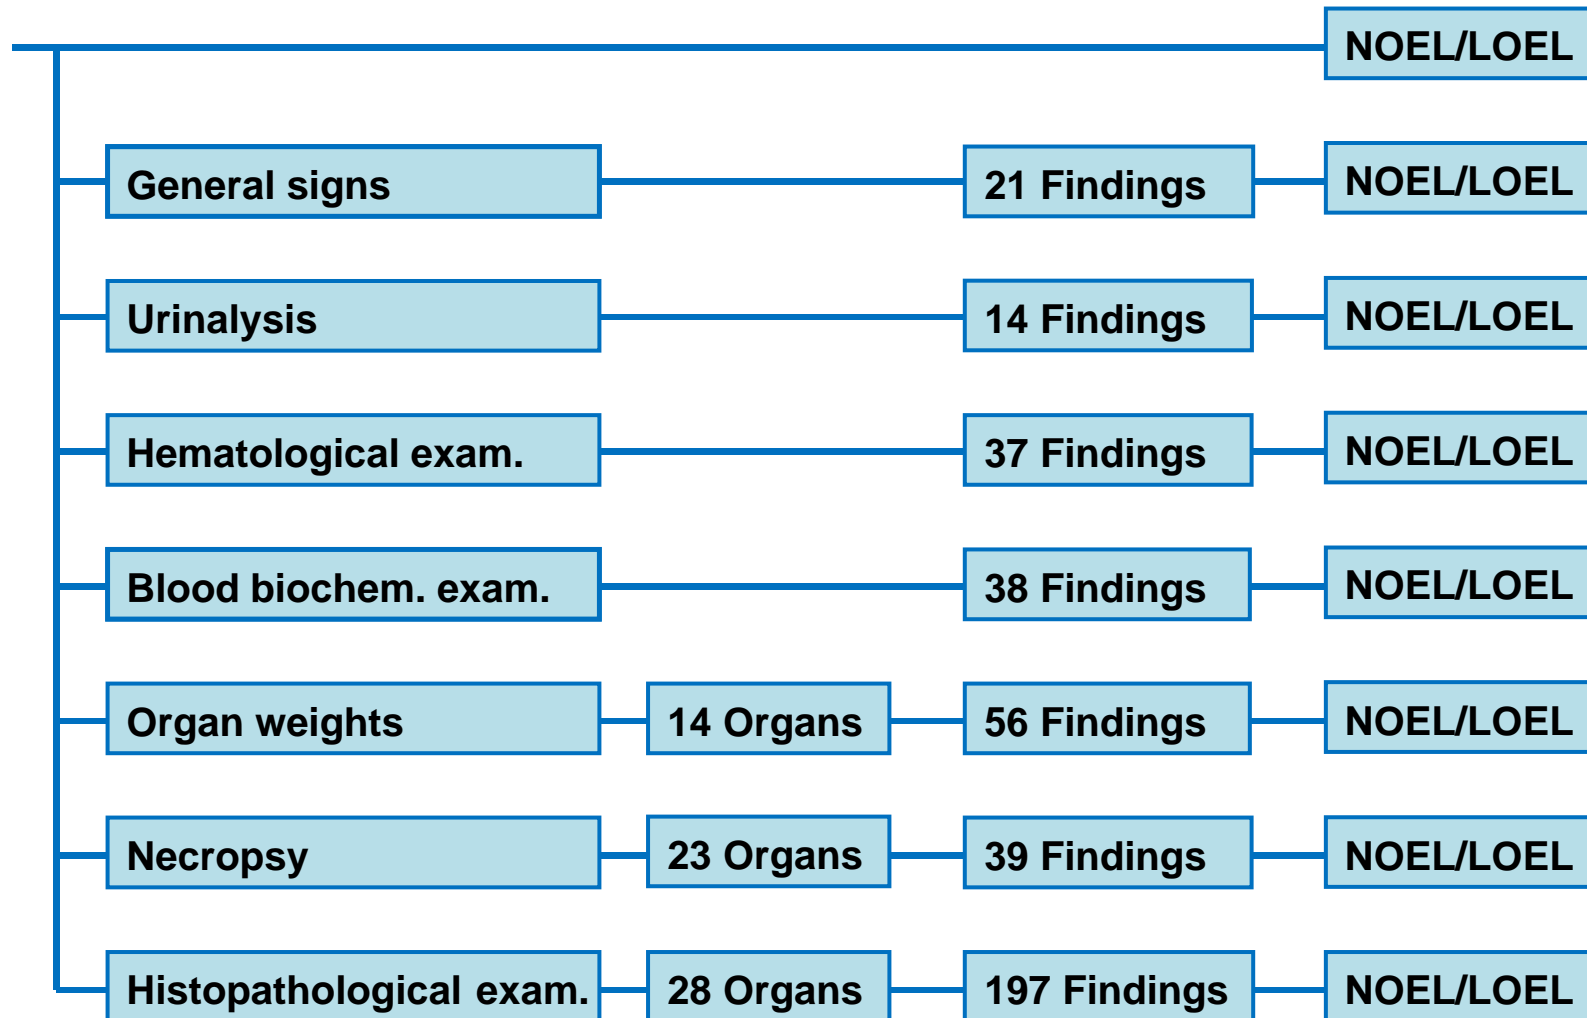 NOEL/LOEL
General signs 21 Findings NOEL/LOEL
Urinalysis 14 Findings NOEL/LOEL
Hematological exam. 37 Findings NOEL/LOEL
Blood biochem. exam. 38 Findings NOEL/LOEL
Organ weights 14 Organs 56 Findings NOEL/LOEL
Necropsy 23 Organs 39 Findings NOEL/LOEL
Histopathological exam. 28 Organs 197 Findings NOEL/LOEL